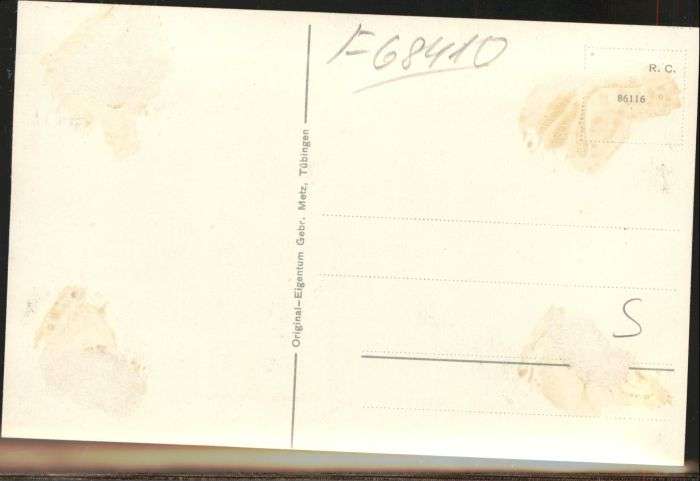 F68410
R. C.
86116
Original-Eigentum Gebr. Metz, Tübingen
S